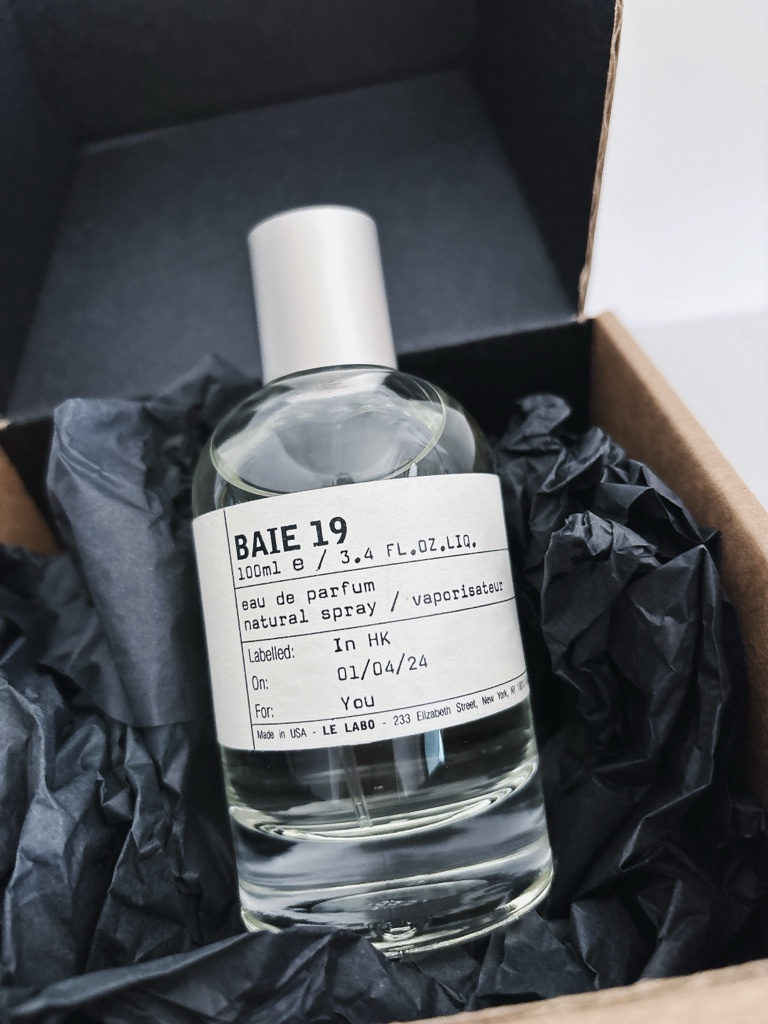 BAIE 19
100ml e / 3.4 FL.OZ.LIQ.
eau de parfum
natural spray / vaporisateur
Labelled: In HK
On: 01/04/24
For: You
Made in USA - LE LABO - 233 Elizabeth Street, New York, NY